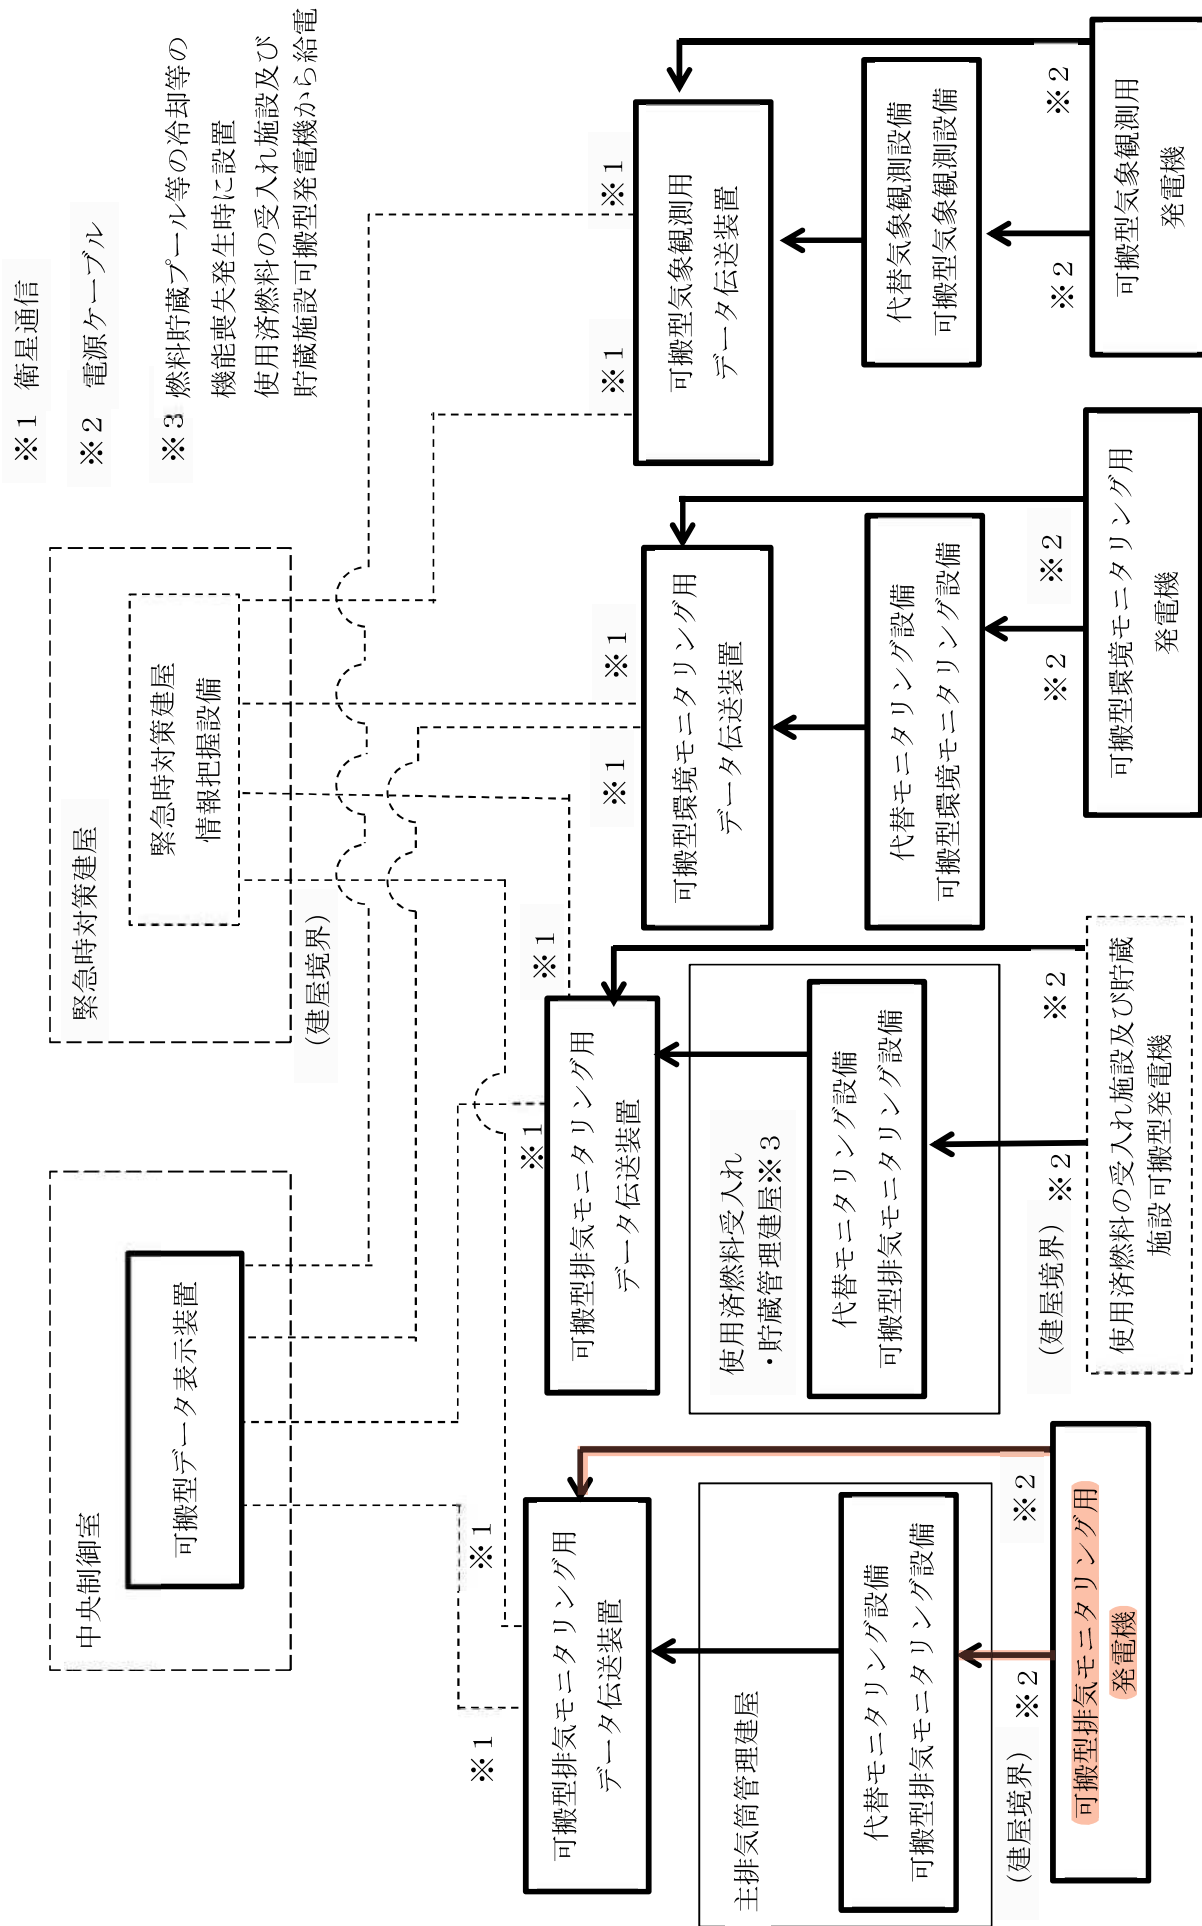 ※1 衛星通信
※2 電源ケーブル
※3 燃料貯蔵プール等の冷却等の
機能喪失発生時に設置
使用済燃料の受入れ施設及び
貯蔵施設可搬型発電機から給電
中央制御室
可搬型データ表示装置
緊急時対策建屋
緊急時対策建屋
情報把握設備
(建屋境界)
※1
※1
※1
※1
※1
※1
※1
※1
可搬型排気モニタリング用
データ伝送装置
可搬型排気モニタリング用
データ伝送装置
可搬型環境モニタリング用
データ伝送装置
可搬型気象観測用
データ伝送装置
主排気筒管理建屋
代替モニタリング設備
可搬型排気モニタリング設備
使用済燃料受入れ
・貯蔵管理建屋※3
代替モニタリング設備
可搬型排気モニタリング設備
代替モニタリング設備
可搬型環境モニタリング設備
代替気象観測設備
可搬型気象観測設備
(建屋境界)
※2
※2
(建屋境界)
※2
※2
※2
※2
※2
※2
可搬型排気モニタリング用
発電機
使用済燃料の受入れ施設及び貯蔵
施設可搬型発電機
可搬型環境モニタリング用
発電機
可搬型気象観測用
発電機